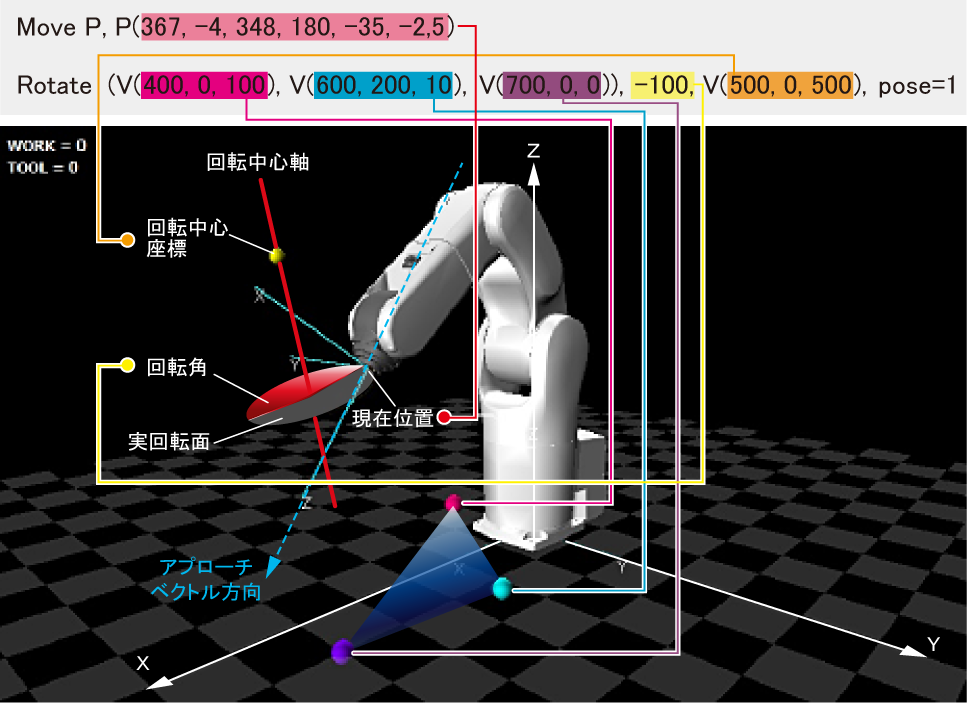 Move P, P(367, -4, 348, 180, -35, -2,5)
Rotate (V(400, 0, 100), V(600, 200, 10), V(700, 0, 0)), -100, V(500, 0, 500), pose=1
WORK = 0
TOOL = 0
回転中心軸
Z
回転中心
座標
X
Y
回転角
現在位置
実回転面
Z
Z
アプローチ
ベクトル方向
X
Y
X
Y